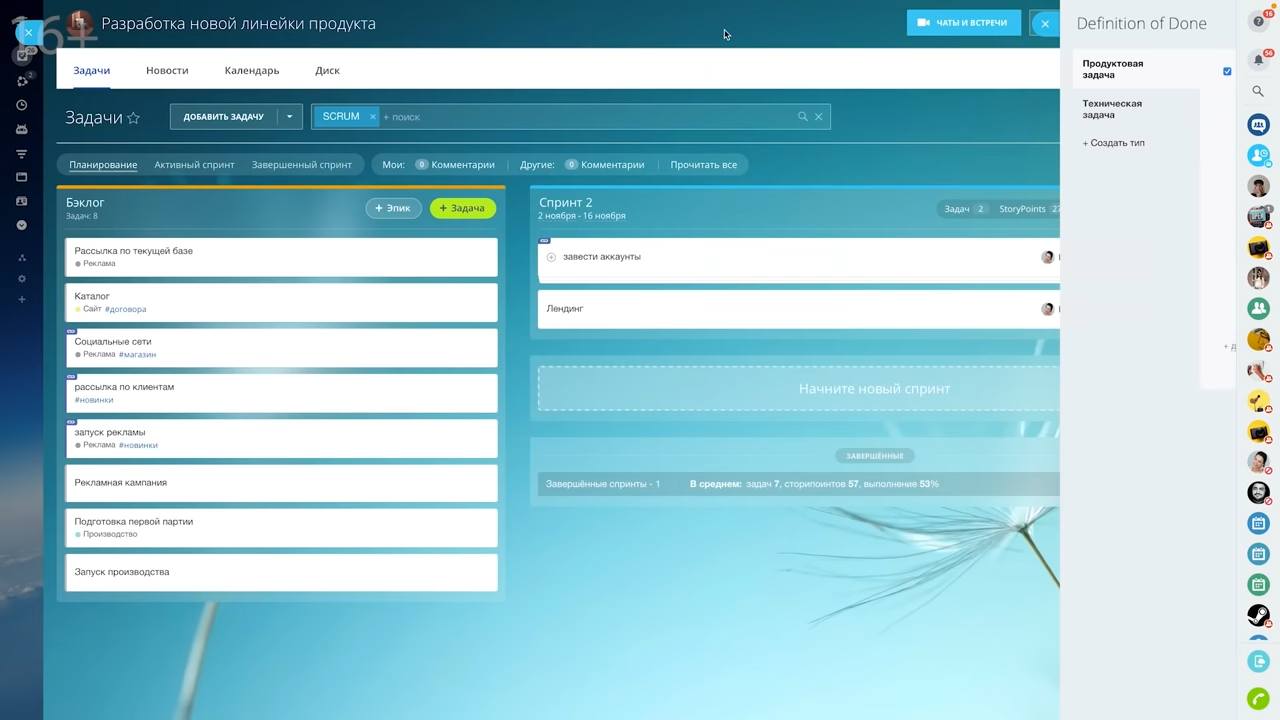 16+
Разработка новой линейки продукта
ЧАТЫ И ВСТРЕЧИ
Definition of Done
Задачи
Новости
Календарь
Диск
Продуктовая
задача
Техническая
задача
+ Создать тип
Задачи
ДОБАВИТЬ ЗАДАЧУ
SCRUM
+ поиск
Планирование
Активный спринт
Завершенный спринт
Мои: 0 Комментарии
Другие: 0 Комментарии
Прочитать все
Бэклог
Задач: 8
+ Эпик
+ Задача
Рассылка по текущей базе
Реклама
Каталог
Сайт #договора
Социальные сети
Реклама #магазин
рассылка по клиентам
#новинки
запуск рекламы
Реклама #новинки
Рекламная кампания
Подготовка первой партии
Производство
Запуск производства
Спринт 2
2 ноября - 16 ноября
Задач 2
StoryPoints 27
завести аккаунты
Лендинг
Начните новый спринт
ЗАВЕРШЁННЫЕ
Завершённые спринты - 1
В среднем: задач 7, сторипоинтов 57, выполнение 53%
16
56